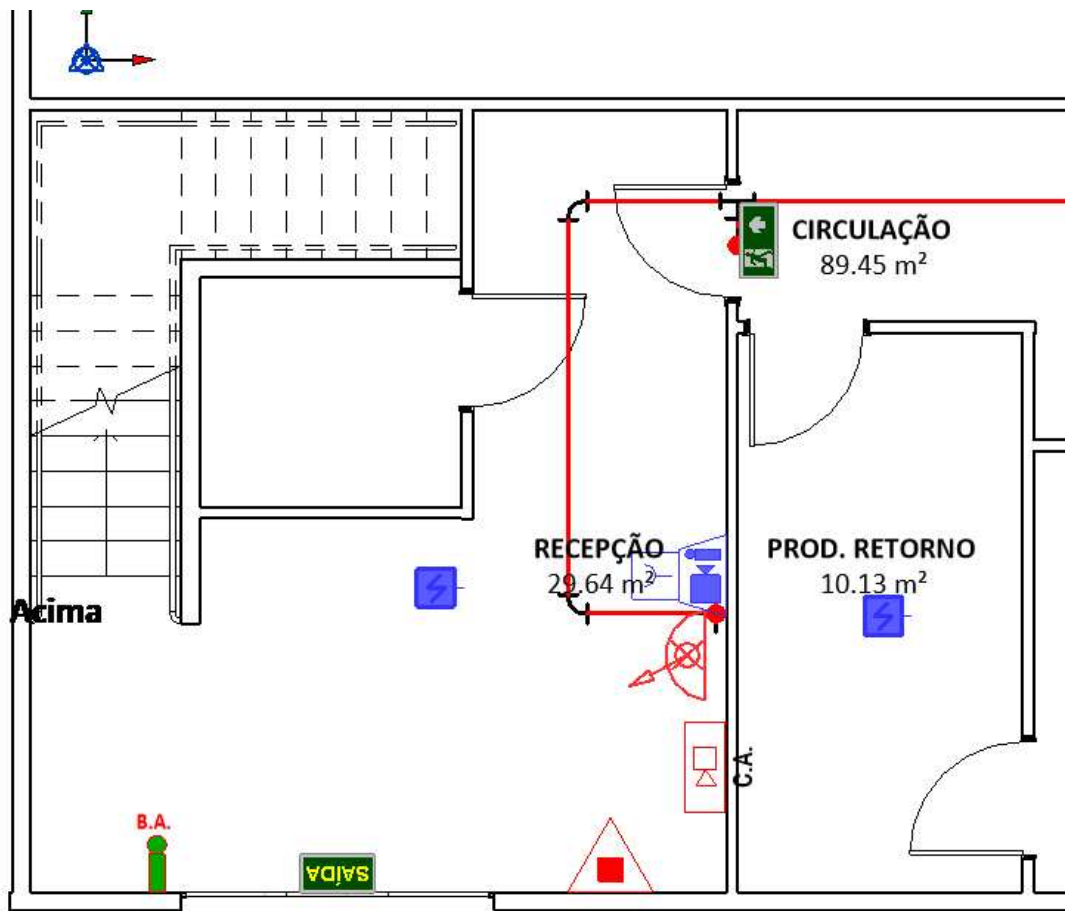 CIRCULAÇÃO
89.45 m²
RECEPÇÃO
29.64 m²
PROD. RETORNO
10.13 m²
Acima
C.A.
B.A.
SAÍDA